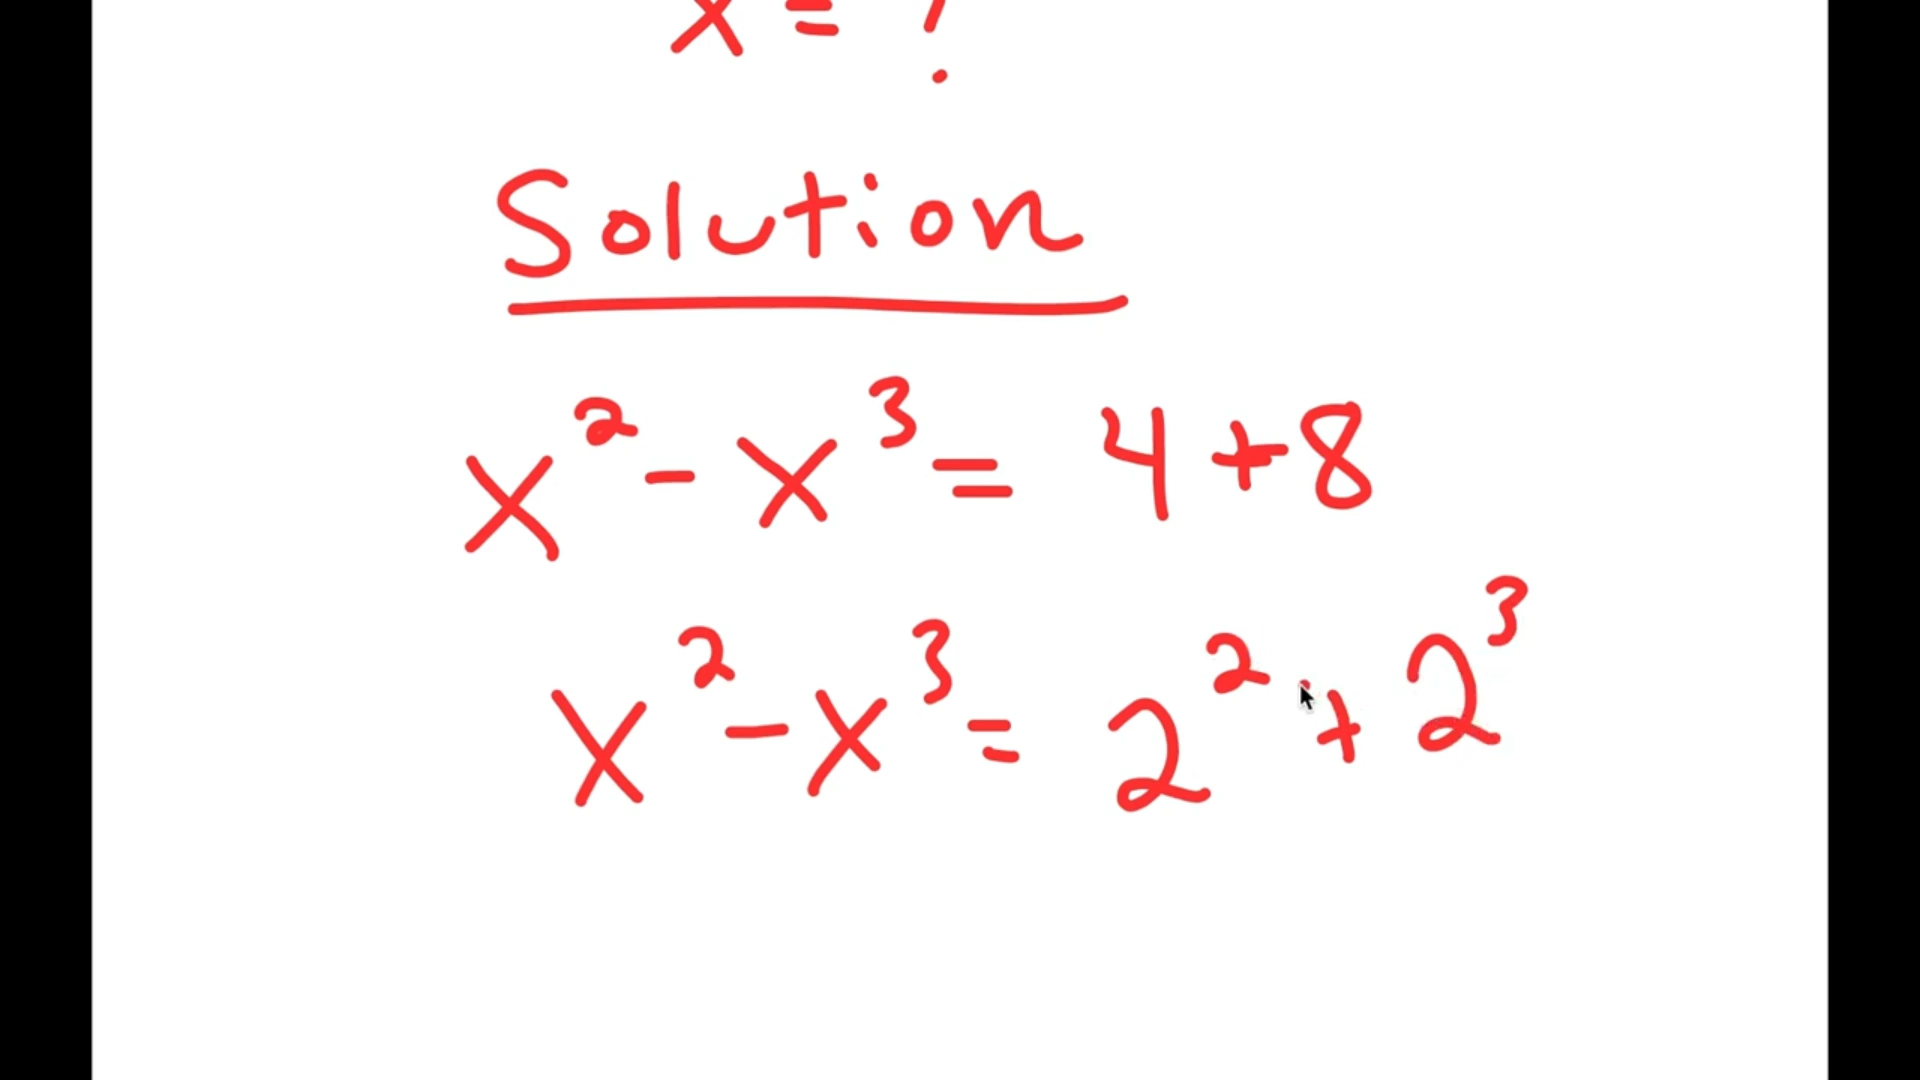 x = ?
Solution
x² - x³ = 4 + 8
x² - x³ = 2² + 2³